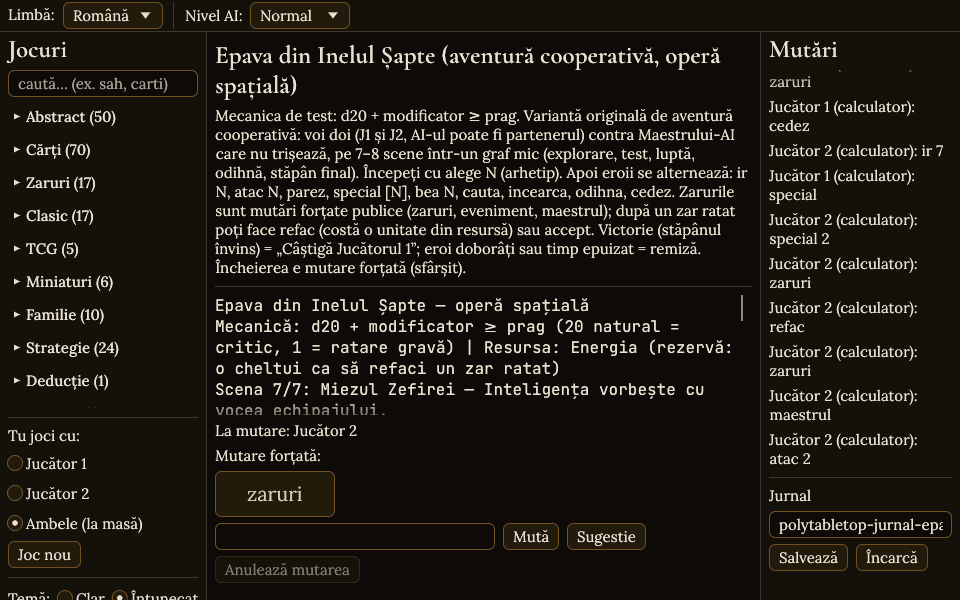 Limbă: Română ▼ Nivel AI: Normal ▼
Jocuri
caută... (ex. sah, carti)
▸ Abstract (50)
▸ Cărți (70)
▸ Zaruri (17)
▸ Clasic (17)
▸ TCG (5)
▸ Miniaturi (6)
▸ Familie (10)
▸ Strategie (24)
▸ Deducție (1)
Tu joci cu:
Jucător 1
Jucător 2
Ambele (la masă)
Joc nou
Temă: Clar Întunecat
Epava din Inelul Șapte (aventură cooperativă, operă
spațială)
Mecanica de test: d20 + modificator ≥ prag. Variantă originală de aventură
cooperativă: voi doi (J1 și J2, AI-ul poate fi partenerul) contra Maestrului-AI
care nu trișează, pe 7–8 scene într-un graf mic (explorare, test, luptă,
odihnă, stăpân final). Începeți cu alege N (arhetip). Apoi eroii se alternează: ir
N, atac N, parez, special [N], bea N, cauta, incearca, odihna, cedez. Zarurile
sunt mutări forțate publice (zaruri, eveniment, maestrul); după un zar ratat
poți face refac (costă o unitate din resursă) sau accept. Victorie (stăpânul
învins) = „Câștigă Jucătorul 1”; eroi doborâți sau timp epuizat = remiză.
Încheierea e mutare forțată (sfârșit).
Epava din Inelul Șapte — operă spațială
Mecanică: d20 + modificator ≥ prag (20 natural =
critic, 1 = ratare gravă) | Resursa: Energia (rezervă:
o cheltui ca să refaci un zar ratat)
Scena 7/7: Miezul Zefirei — Inteligența vorbește cu
vocea echipajului.
La mutare: Jucător 2
Mutare forțată:
zaruri
Mută Sugestie
Anulează mutarea
Mutări
zaruri
Jucător 1 (calculator):
cedez
Jucător 2 (calculator): ir 7
Jucător 1 (calculator):
special
Jucător 2 (calculator):
special 2
Jucător 2 (calculator):
zaruri
Jucător 2 (calculator):
refac
Jucător 2 (calculator):
zaruri
Jucător 2 (calculator):
maestrul
Jucător 2 (calculator):
atac 2
Jurnal
polytabletop-jurnal-epa
Salvează Încarcă